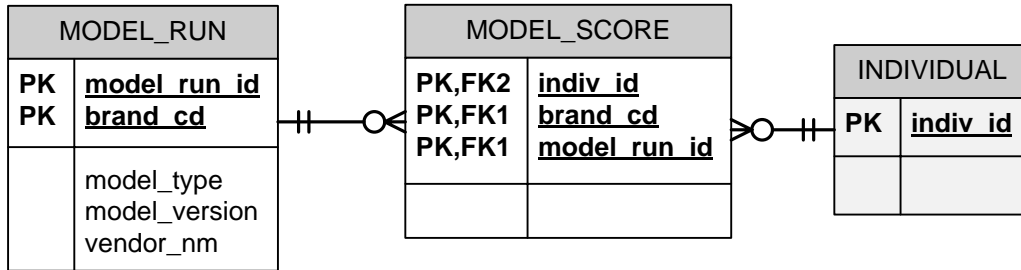 MODEL_RUN
PK model_run_id
PK brand_cd
model_type
model_version
vendor_nm
MODEL_SCORE
PK,FK2 indiv_id
PK,FK1 brand_cd
PK,FK1 model_run_id
INDIVIDUAL
PK indiv_id